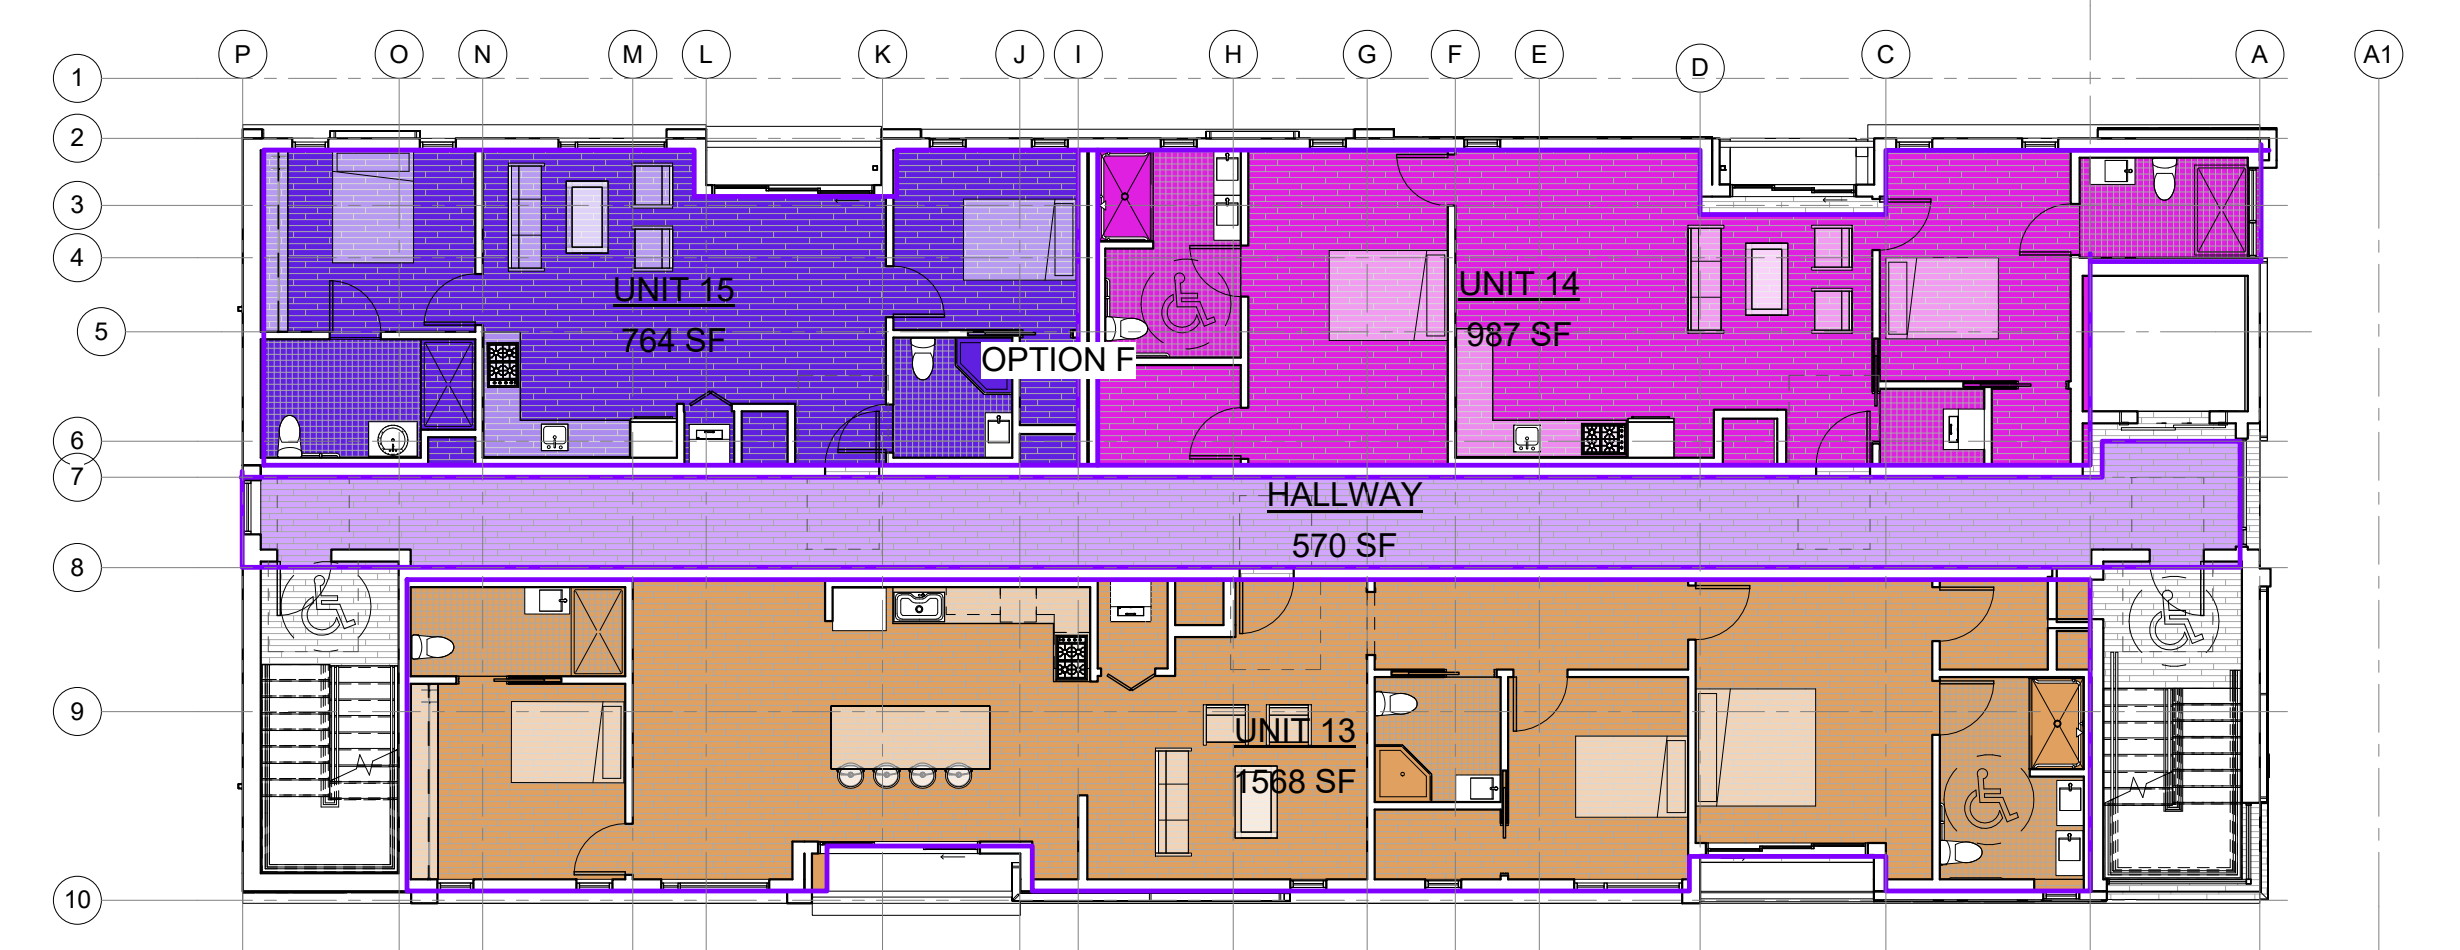 P O N M L K J I H G F E D C A A1
1
2
3
4
5
6
7
8
9
10
UNIT 15
764 SF
UNIT 14
987 SF
OPTION F
HALLWAY
570 SF
UNIT 13
1568 SF